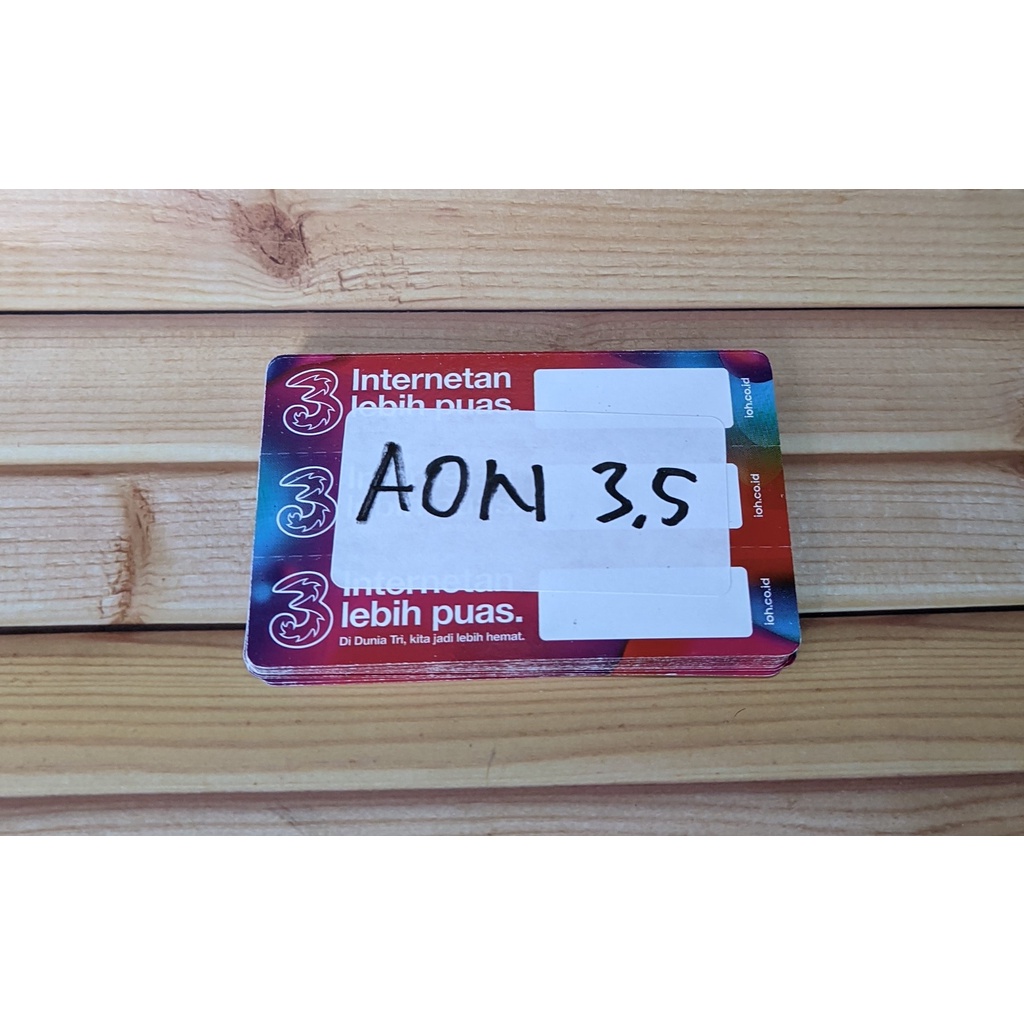 3 Internetan
lebih puas.
ioh.co.id
AON 3.5
3
ioh.co.id
3 Internetan
lebih puas.
Di Dunia Tri, kita jadi lebih hemat.
ioh.co.id